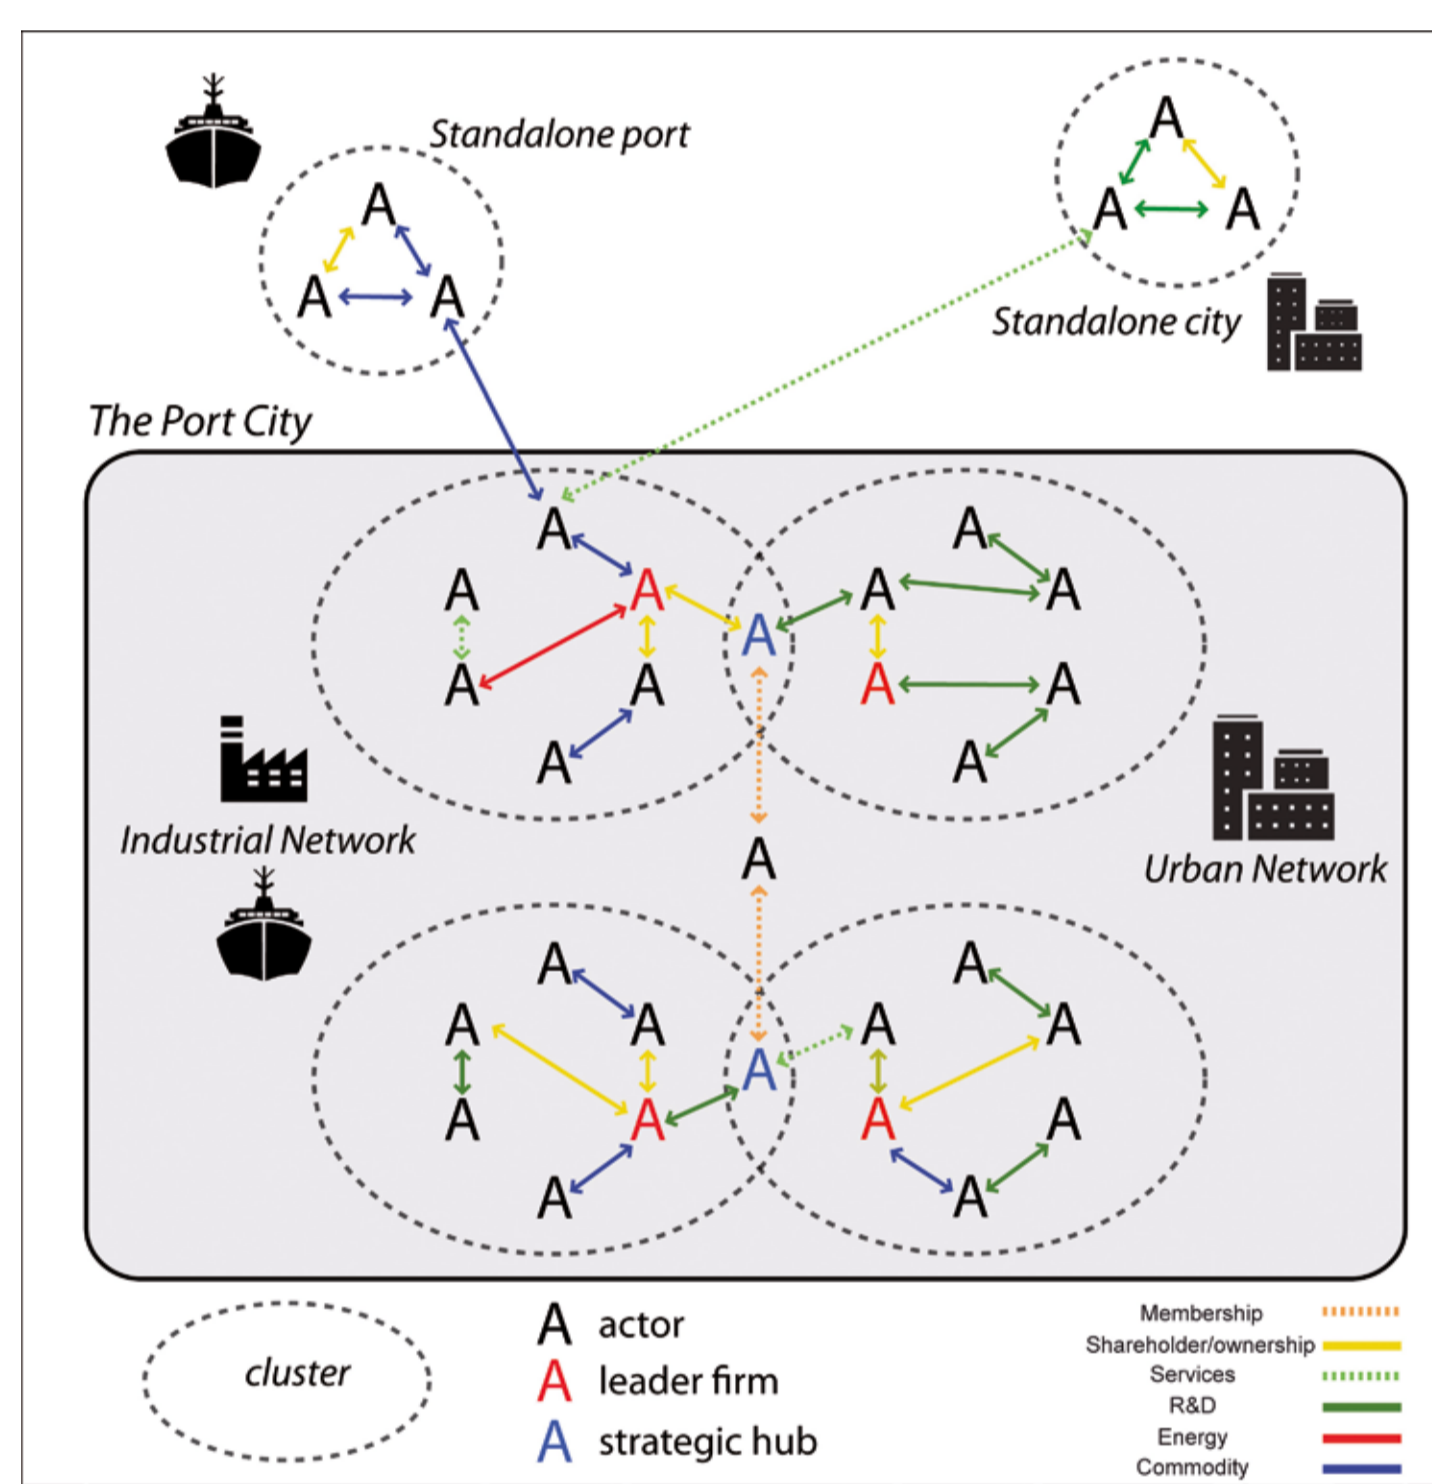 Standalone port
A
A
A
A
A
A
Standalone city
The Port City
A
A
A
A
A
A
A
A
A
A
A
A
A
A
Industrial Network
Urban Network
A
A
A
A
A
A
A
A
A
A
A
A
A
A
cluster
A actor
A leader firm
A strategic hub
Membership
Shareholder/ownership
Services
R&D
Energy
Commodity